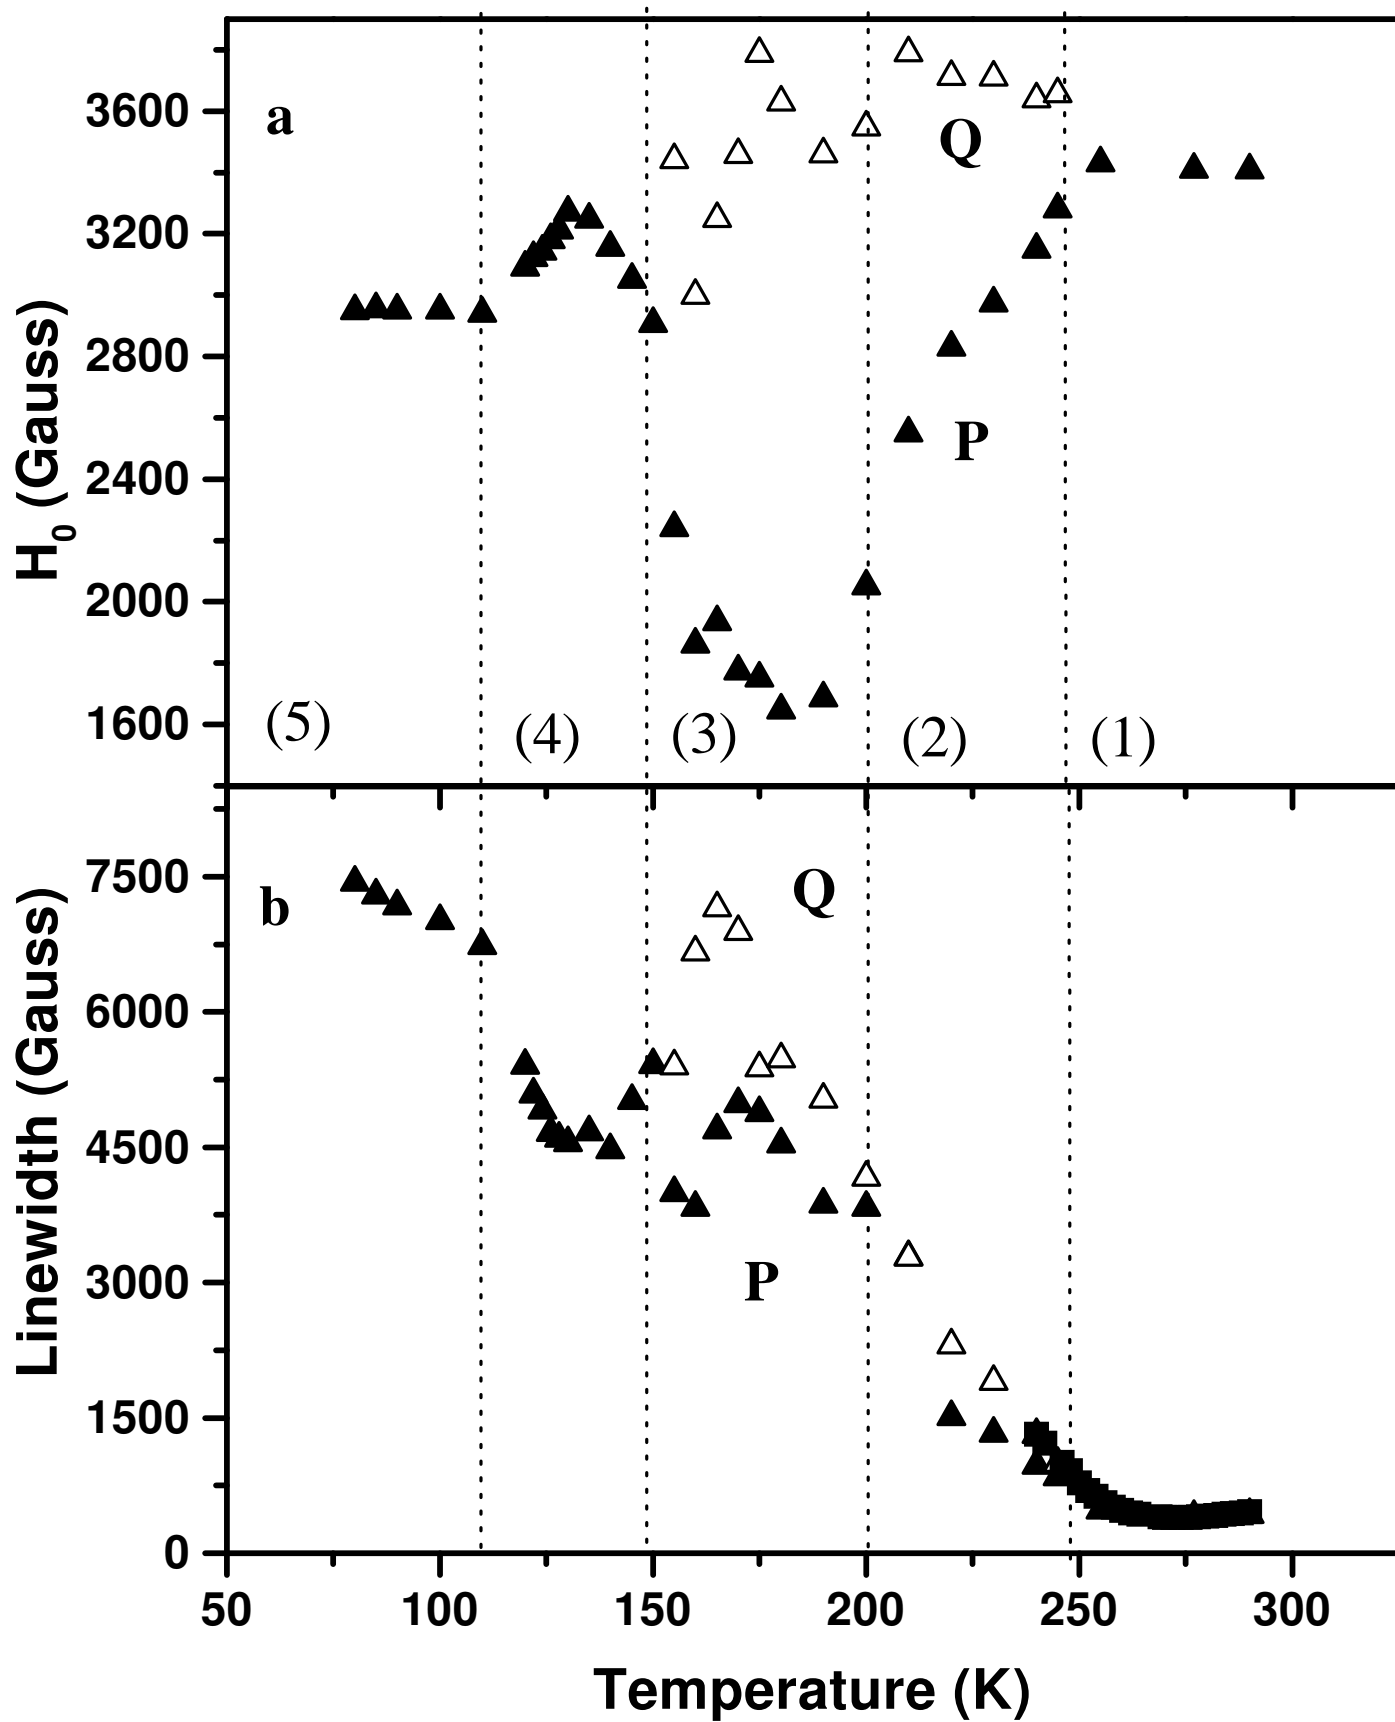 a
3600
Q
3200
2800
P
2400
2000
1600
H0 (Gauss)
(5) (4) (3) (2) (1)
b
Q
7500
6000
4500
P
3000
1500
0
Linewidth (Gauss)
50 100 150 200 250 300
Temperature (K)